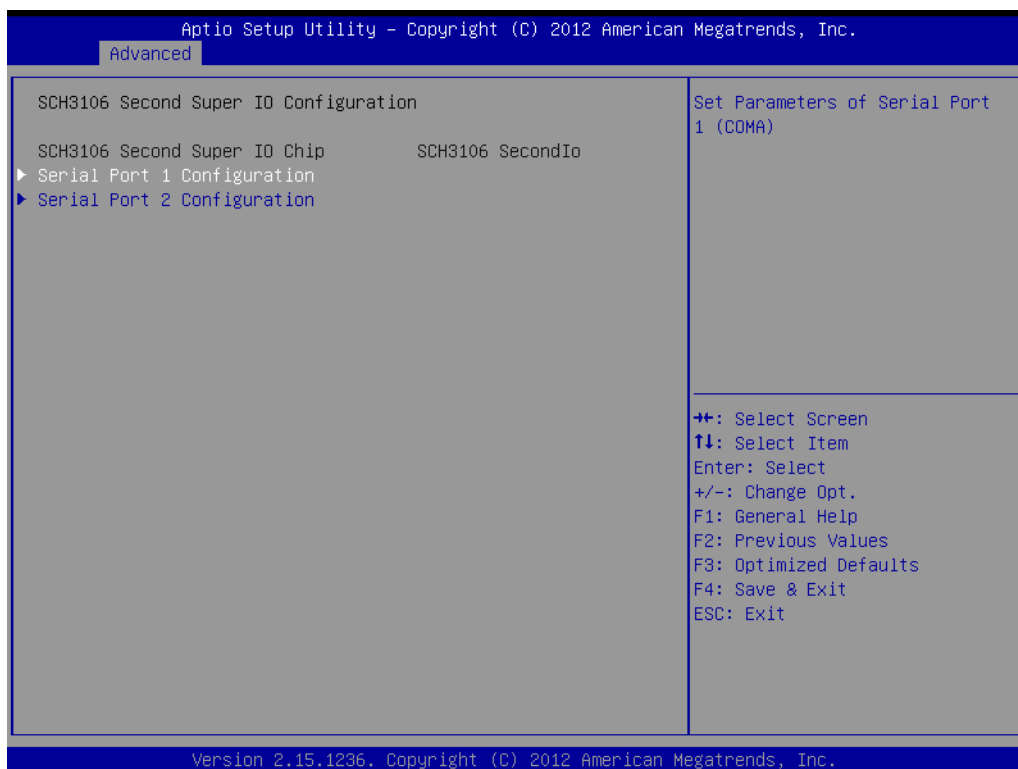 Aptio Setup Utility – Copyright (C) 2012 American Megatrends, Inc.
Advanced
SCH3106 Second Super IO Configuration
SCH3106 Second Super IO Chip SCH3106 SecondIo
▶ Serial Port 1 Configuration
▶ Serial Port 2 Configuration
Set Parameters of Serial Port
1 (COMA)
→←: Select Screen
↑↓: Select Item
Enter: Select
+/-: Change Opt.
F1: General Help
F2: Previous Values
F3: Optimized Defaults
F4: Save & Exit
ESC: Exit
Version 2.15.1236. Copyright (C) 2012 American Megatrends, Inc.